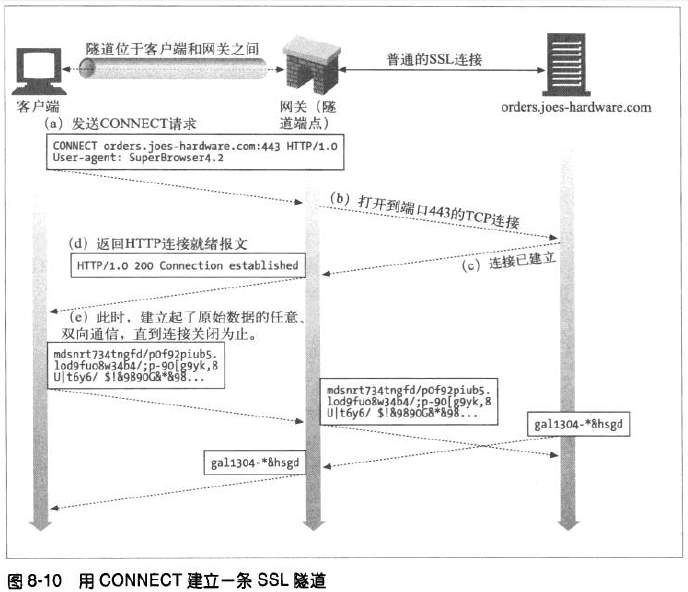 隧道位于客户端和网关之间
普通的SSL连接
客户端
网关（隧
道端点）
orders.joes-hardware.com
(a) 发送CONNECT请求
CONNECT orders.joes-hardware.com:443 HTTP/1.0
User-agent: SuperBrowser4.2
(b) 打开到端口443的TCP连接
(d) 返回HTTP连接就绪报文
HTTP/1.0 200 Connection established
(c) 连接已建立
(e) 此时，建立起了原始数据的任意、
双向通信，直到连接关闭为止。
mdsnrt734tngfd/pOf92piub5.
lod9fuo8w34b4/;p-90[g9yk,8
U|t6y6/ $!&9890G&*&98...
mdsnrt734tngfd/pOf92piub5.
lod9fuo8w34b4/;p-90[g9yk,8
U|t6y6/ $!&9890G&*&98...
gal1304-*&hsgd
gal1304-*&hsgd
图 8-10 用 CONNECT 建立一条 SSL 隧道